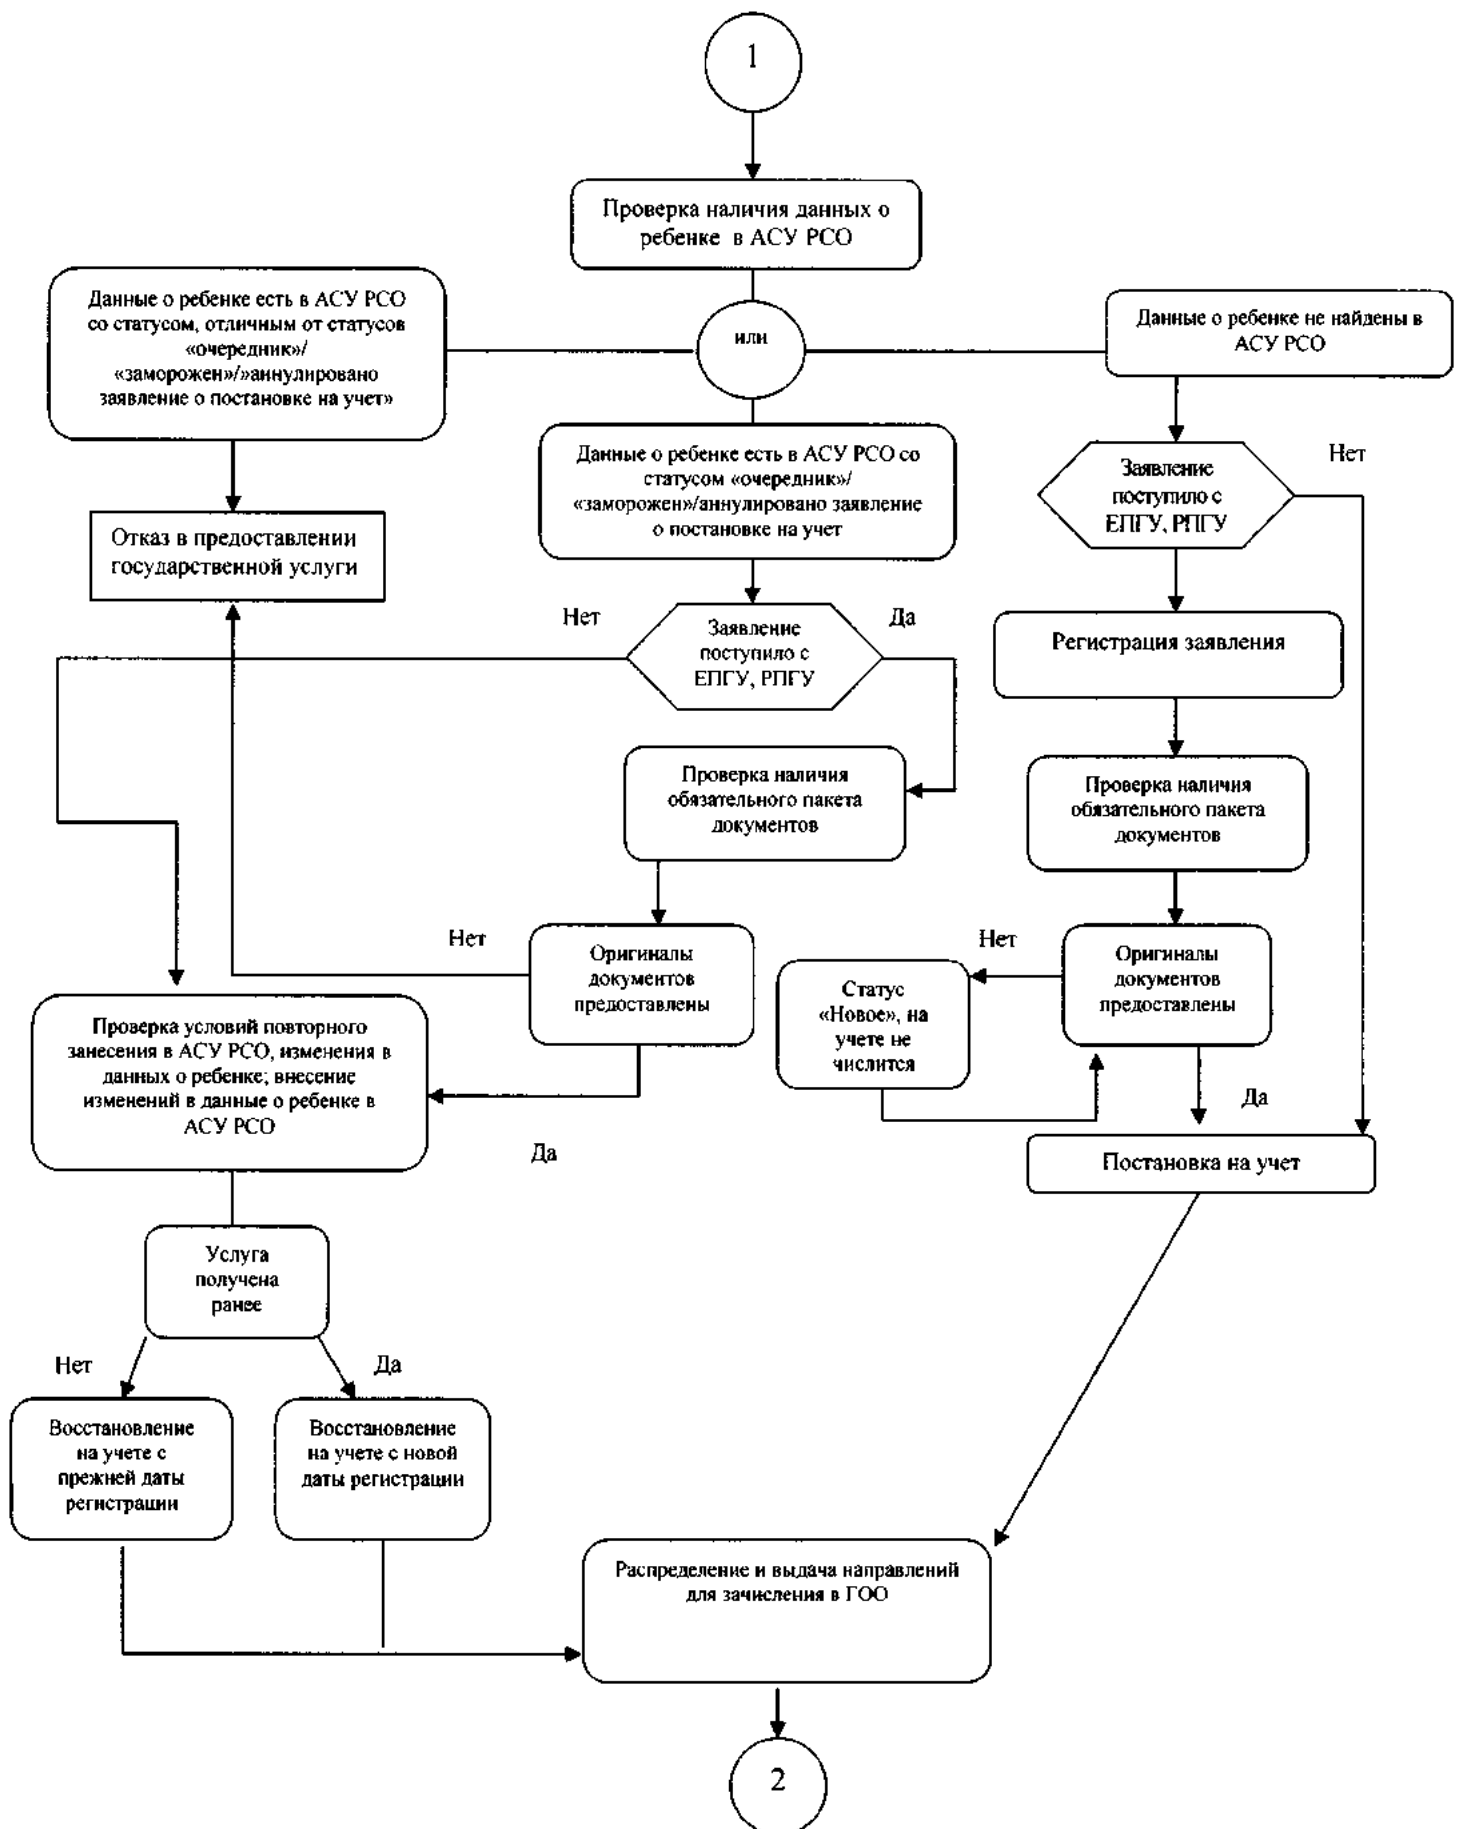 1
Проверка наличия данных о
ребенке в АСУ РСО
Данные о ребенке есть в АСУ РСО
со статусом, отличным от статусов
«очередник»/
«заморожен»/»аннулировано
заявление о постановке на учет»
или
Данные о ребенке не найдены в
АСУ РСО
Данные о ребенке есть в АСУ РСО со
статусом «очередник»/
«заморожен»/аннулировано заявление
о постановке на учет
Заявление
поступило с
ЕПГУ, РПГУ
Нет
Отказ в предоставлении
государственной услуги
Нет
Заявление
поступило с
ЕПГУ, РПГУ
Да
Регистрация заявления
Проверка наличия
обязательного пакета
документов
Проверка наличия
обязательного пакета
документов
Нет
Оригиналы
документов
предоставлены
Нет
Оригиналы
документов
предоставлены
Статус
«Новое», на
учете не
числится
Проверка условий повторного
занесения в АСУ РСО, изменения в
данных о ребенке; внесение
изменений в данные о ребенке в
АСУ РСО
Да
Да
Постановка на учет
Услуга
получена
ранее
Нет
Да
Восстановление
на учете с
прежней даты
регистрации
Восстановление
на учете с новой
даты регистрации
Распределение и выдача направлений
для зачисления в ГОО
2